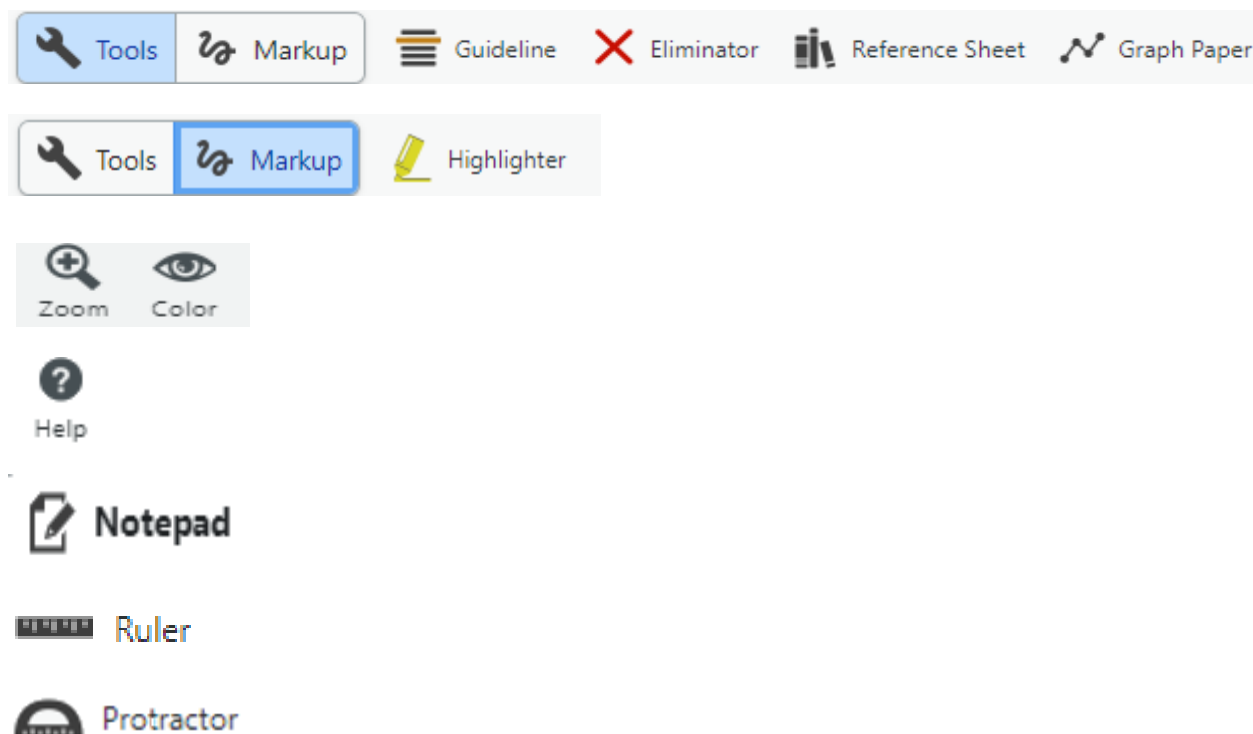 Tools Markup Guideline Eliminator Reference Sheet Graph Paper
Tools Markup Highlighter
Zoom Color
Help
Notepad
Ruler
Protractor